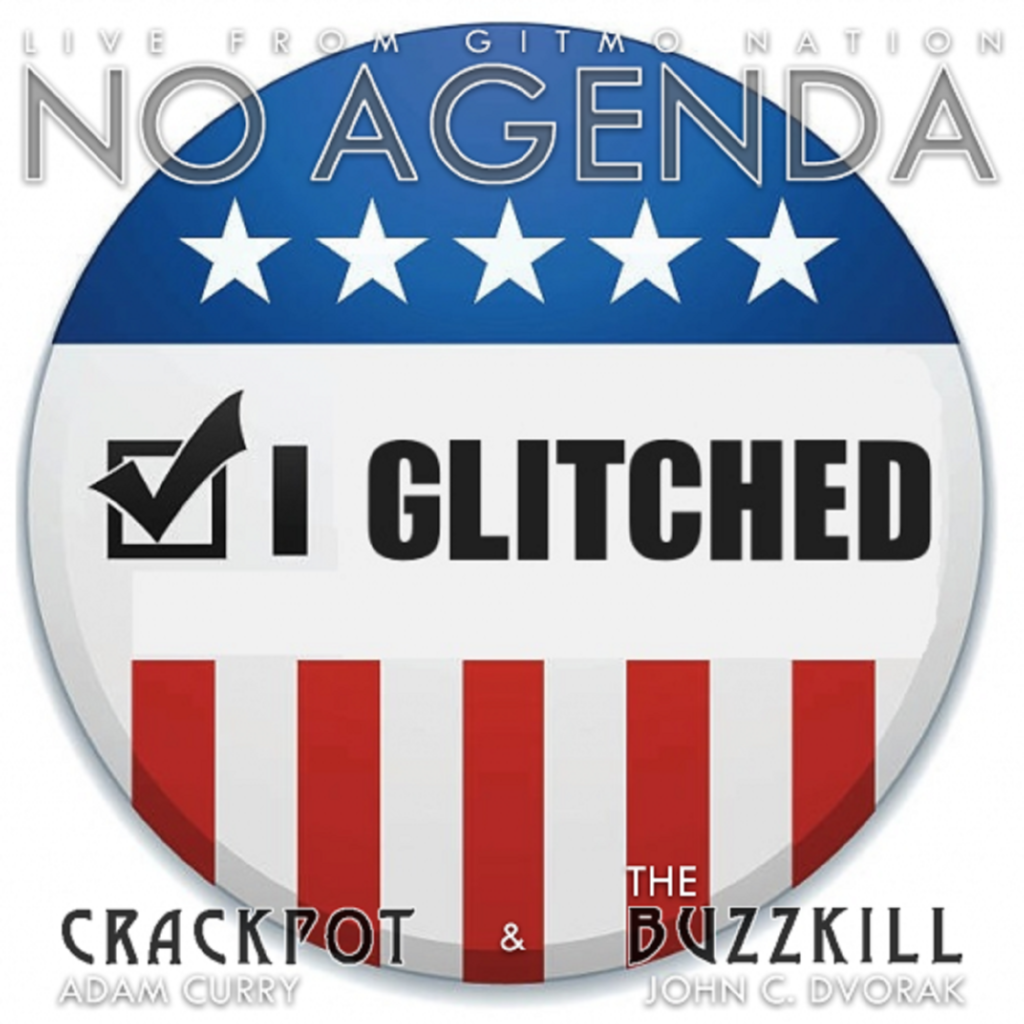 LIVE FROM GITMO NATION
NO AGENDA
I GLITCHED
THE
CRACKPOT & BUZZKILL
ADAM CURRY JOHN C. DVORAK